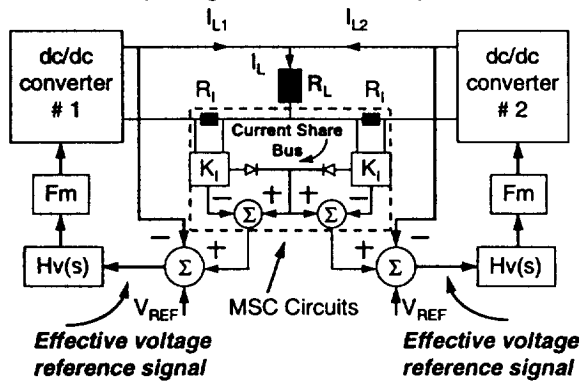 I_L1 I_L2
dc/dc
converter
# 1
I_L
R_L
dc/dc
converter
# 2
R_I R_I
Current Share
Bus
K_I K_I
Fm Fm
− + + −
Σ Σ
− + + −
Hv(s) Σ Σ Hv(s)
V_REF MSC Circuits V_REF
Effective voltage
reference signal
Effective voltage
reference signal